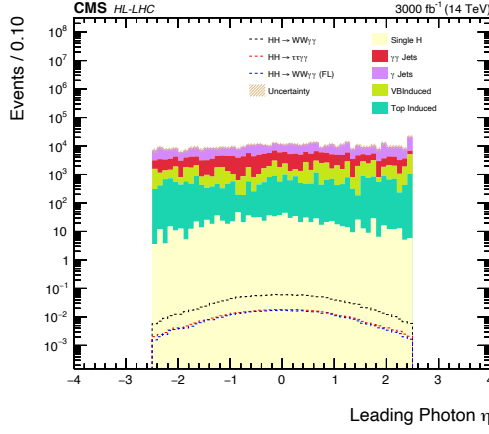 CMS HL-LHC 3000 fb⁻¹ (14 TeV)
Events / 0.10
10⁸
10⁷
10⁶
10⁵
10⁴
10³
10²
10
1
10⁻¹
10⁻²
10⁻³
HH → WWγγ
HH → ττγγ
HH → WWγγ (FL)
Uncertainty
Single H
γγ Jets
γ Jets
VBInduced
Top Induced
−4 −3 −2 −1 0 1 2 3 4
Leading Photon η